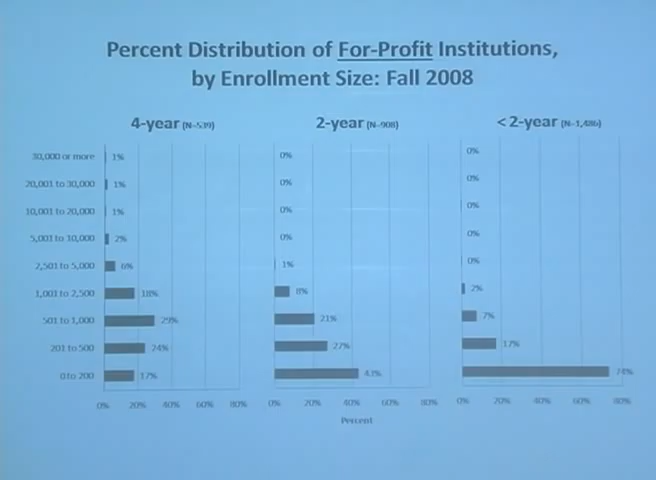 Percent Distribution of For-Profit Institutions,
by Enrollment Size: Fall 2008
4-year (N=539) 2-year (N=908) < 2-year (N=1,486)
30,000 or more 1% 0% 0%
20,001 to 30,000 1% 0% 0%
10,001 to 20,000 1% 0% 0%
5,001 to 10,000 2% 0% 0%
2,501 to 5,000 6% 1% 0%
1,001 to 2,500 18% 8% 2%
501 to 1,000 29% 21% 7%
201 to 500 24% 27% 17%
0 to 200 17% 43% 74%
0% 20% 40% 60% 80% 0% 20% 40% 60% 80% 0% 20% 40% 60% 80%
Percent